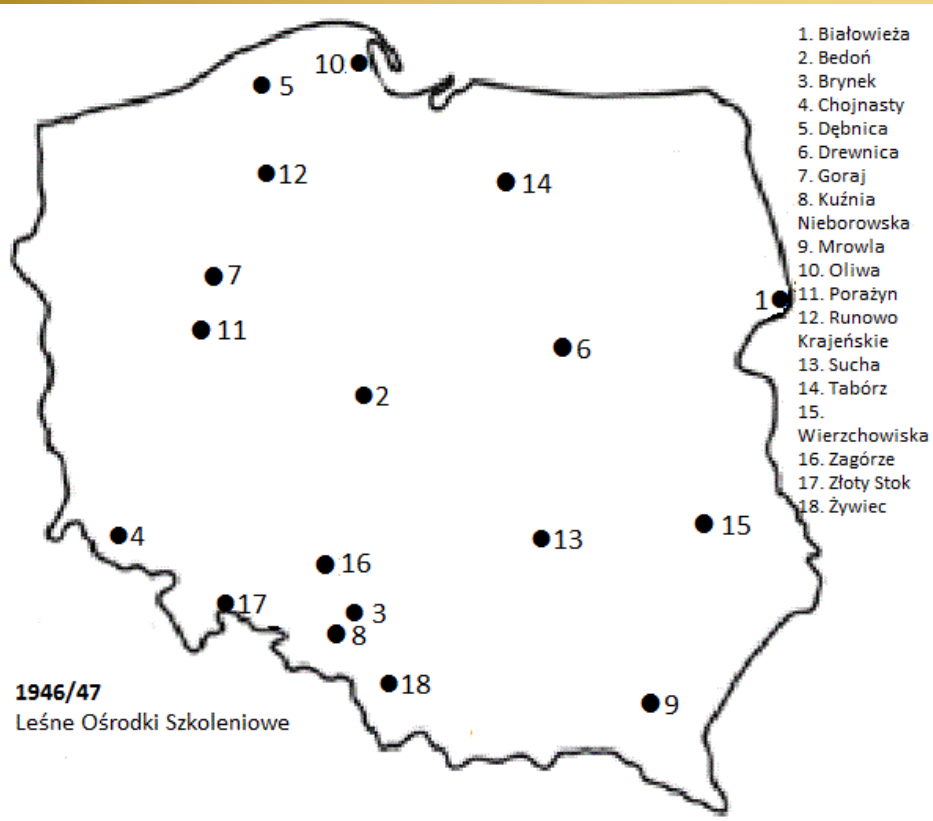 10
5
12
14
7
1
11
6
2
15
4
13
16
17
3
8
18
9
1946/47
Leśne Ośrodki Szkoleniowe
1. Białowieża
2. Bedoń
3. Brynek
4. Chojnasty
5. Dębnica
6. Drewnica
7. Goraj
8. Kuźnia
Nieborowska
9. Mrowla
10. Oliwa
11. Porażyn
12. Runowo
Krajeńskie
13. Sucha
14. Tabórz
15.
Wierzchowiska
16. Zagórze
17. Złoty Stok
18. Żywiec